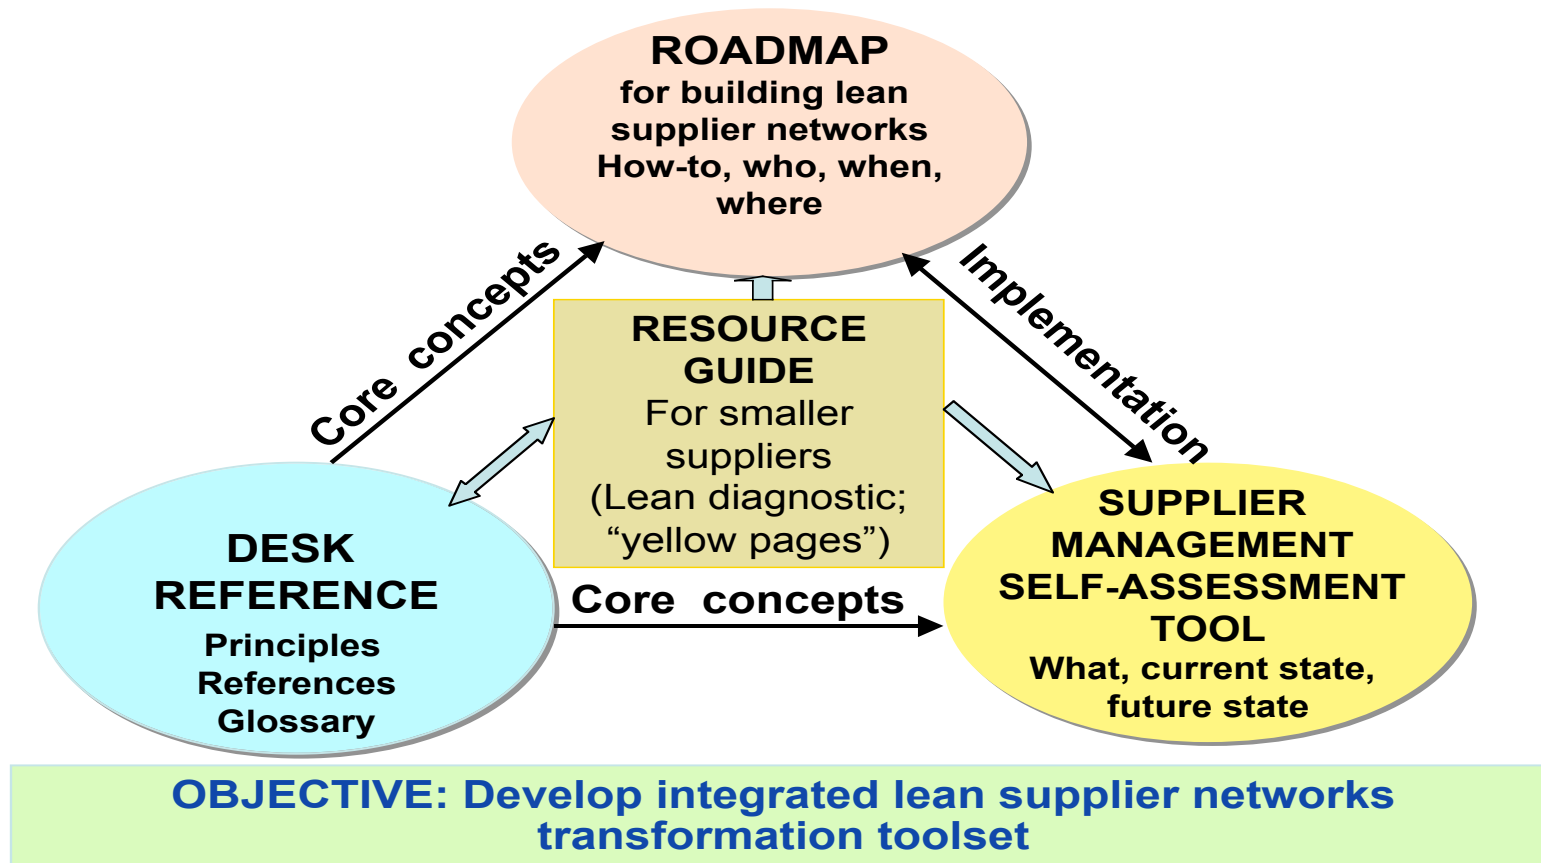 ROADMAP
for building lean
supplier networks
How-to, who, when,
where
Core concepts
Implementation
RESOURCE
GUIDE
For smaller
suppliers
(Lean diagnostic;
“yellow pages”)
DESK
REFERENCE
Principles
References
Glossary
Core concepts
SUPPLIER
MANAGEMENT
SELF-ASSESSMENT
TOOL
What, current state,
future state
OBJECTIVE: Develop integrated lean supplier networks
transformation toolset